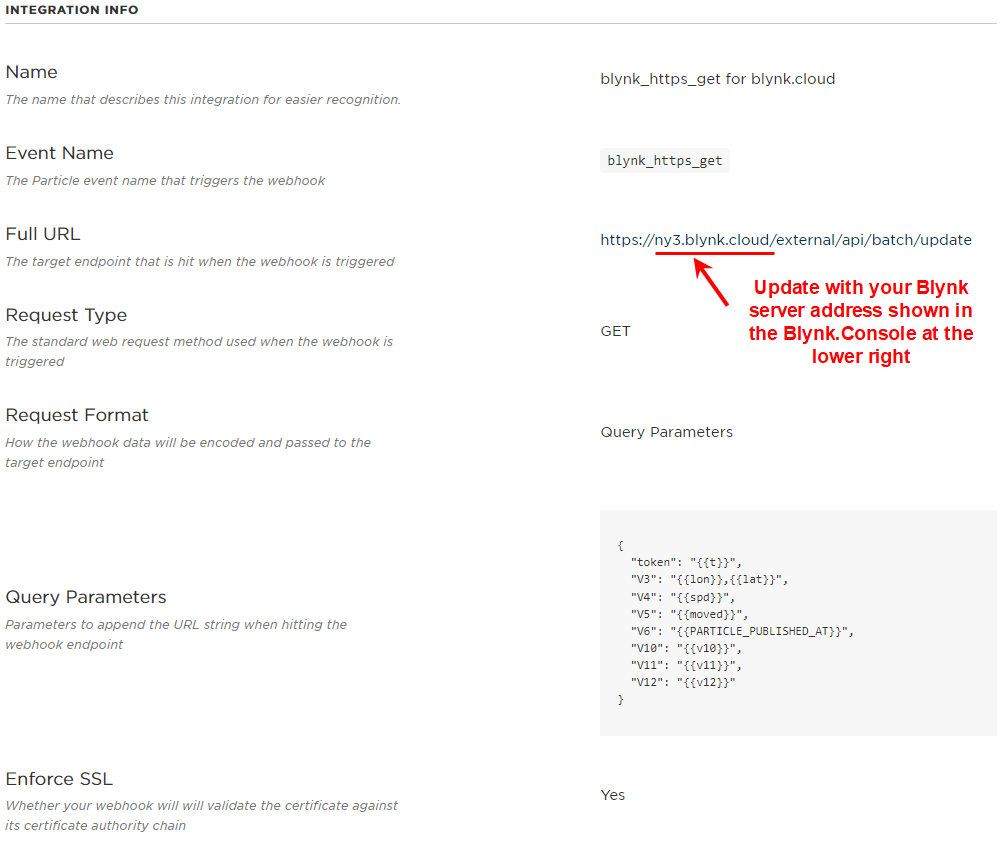 INTEGRATION INFO
Name
The name that describes this integration for easier recognition.
blynk_https_get for blynk.cloud
Event Name
The Particle event name that triggers the webhook
blynk_https_get
Full URL
The target endpoint that is hit when the webhook is triggered
https://ny3.blynk.cloud/external/api/batch/update
Update with your Blynk
server address shown in
the Blynk.Console at the
lower right
Request Type
The standard web request method used when the webhook is
triggered
GET
Request Format
How the webhook data will be encoded and passed to the
target endpoint
Query Parameters
Query Parameters
Parameters to append the URL string when hitting the
webhook endpoint
{
"token": "{{t}}",
"V3": "{{lon}},{{lat}}",
"V4": "{{spd}}",
"V5": "{{moved}}",
"V6": "{{PARTICLE_PUBLISHED_AT}}",
"V10": "{{v10}}",
"V11": "{{v11}}",
"V12": "{{v12}}"
}
Enforce SSL
Whether your webhook will will validate the certificate against
its certificate authority chain
Yes